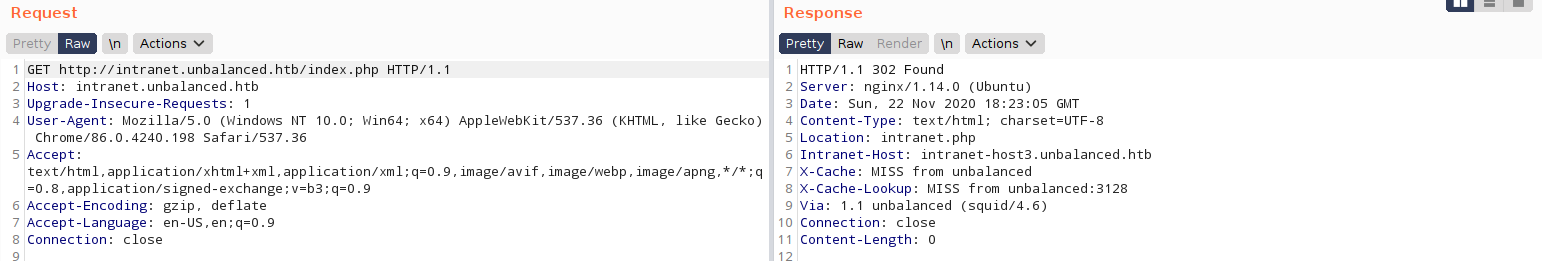 Request
Pretty Raw \n Actions
1 GET http://intranet.unbalanced.htb/index.php HTTP/1.1
2 Host: intranet.unbalanced.htb
3 Upgrade-Insecure-Requests: 1
4 User-Agent: Mozilla/5.0 (Windows NT 10.0; Win64; x64) AppleWebKit/537.36 (KHTML, like Gecko)
Chrome/86.0.4240.198 Safari/537.36
5 Accept:
text/html,application/xhtml+xml,application/xml;q=0.9,image/avif,image/webp,image/apng,*/*;q
=0.8,application/signed-exchange;v=b3;q=0.9
6 Accept-Encoding: gzip, deflate
7 Accept-Language: en-US,en;q=0.9
8 Connection: close
9
Response
Pretty Raw Render \n Actions
1 HTTP/1.1 302 Found
2 Server: nginx/1.14.0 (Ubuntu)
3 Date: Sun, 22 Nov 2020 18:23:05 GMT
4 Content-Type: text/html; charset=UTF-8
5 Location: intranet.php
6 Intranet-Host: intranet-host3.unbalanced.htb
7 X-Cache: MISS from unbalanced
8 X-Cache-Lookup: MISS from unbalanced:3128
9 Via: 1.1 unbalanced (squid/4.6)
10 Connection: close
11 Content-Length: 0
12